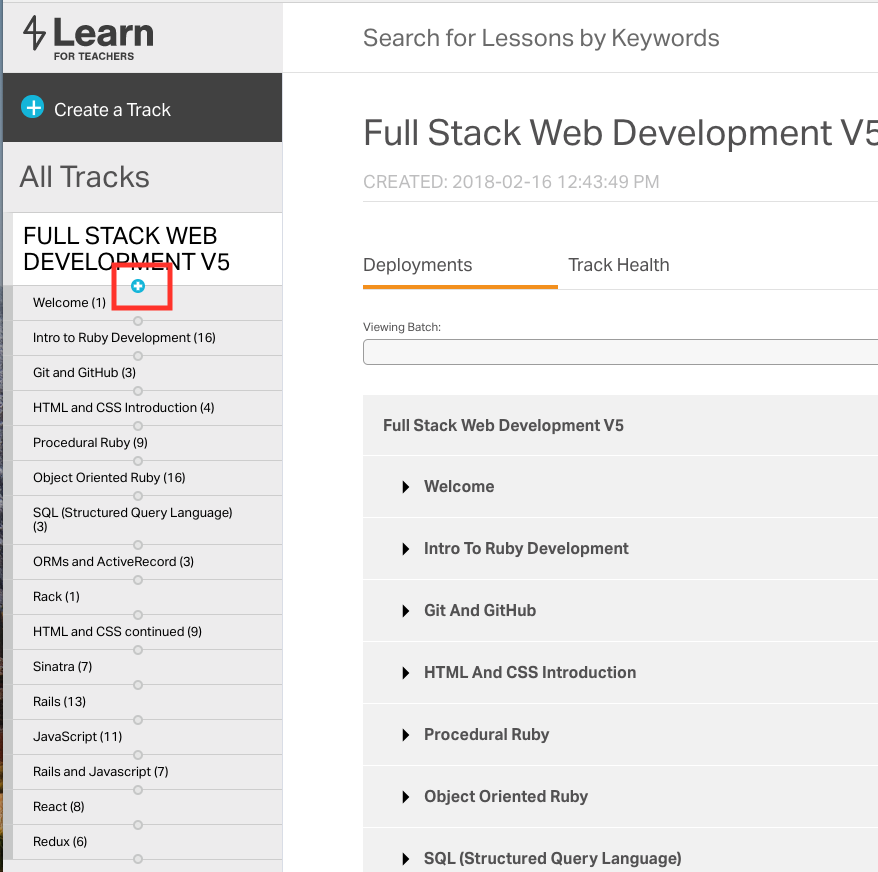 Learn
FOR TEACHERS
Create a Track
All Tracks
FULL STACK WEB
DEVELOPMENT V5
Welcome (1)
Intro to Ruby Development (16)
Git and GitHub (3)
HTML and CSS Introduction (4)
Procedural Ruby (9)
Object Oriented Ruby (16)
SQL (Structured Query Language)
(3)
ORMs and ActiveRecord (3)
Rack (1)
HTML and CSS continued (9)
Sinatra (7)
Rails (13)
JavaScript (11)
Rails and Javascript (7)
React (8)
Redux (6)
Search for Lessons by Keywords
Full Stack Web Development V5
CREATED: 2018-02-16 12:43:49 PM
Deployments
Track Health
Viewing Batch:
Full Stack Web Development V5
Welcome
Intro To Ruby Development
Git And GitHub
HTML And CSS Introduction
Procedural Ruby
Object Oriented Ruby
SQL (Structured Query Language)